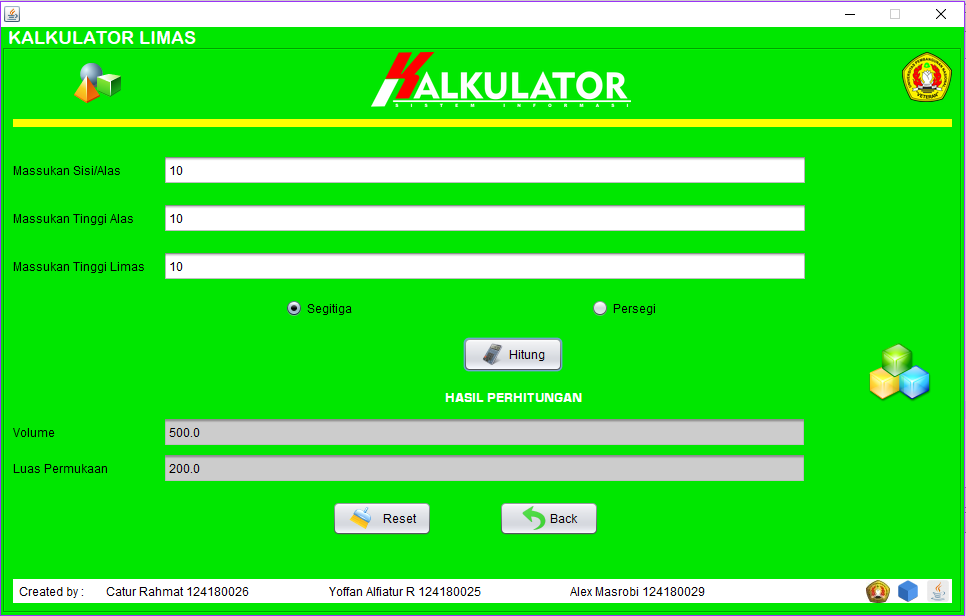 KALKULATOR LIMAS
KALKULATOR
SISTEM INFORMASI
Massukan Sisi/Alas 10
Massukan Tinggi Alas 10
Massukan Tinggi Limas 10
Segitiga Persegi
Hitung
HASIL PERHITUNGAN
Volume 500.0
Luas Permukaan 200.0
Reset Back
Created by : Catur Rahmat 124180026 Yoffan Alfiatur R 124180025 Alex Masrobi 124180029